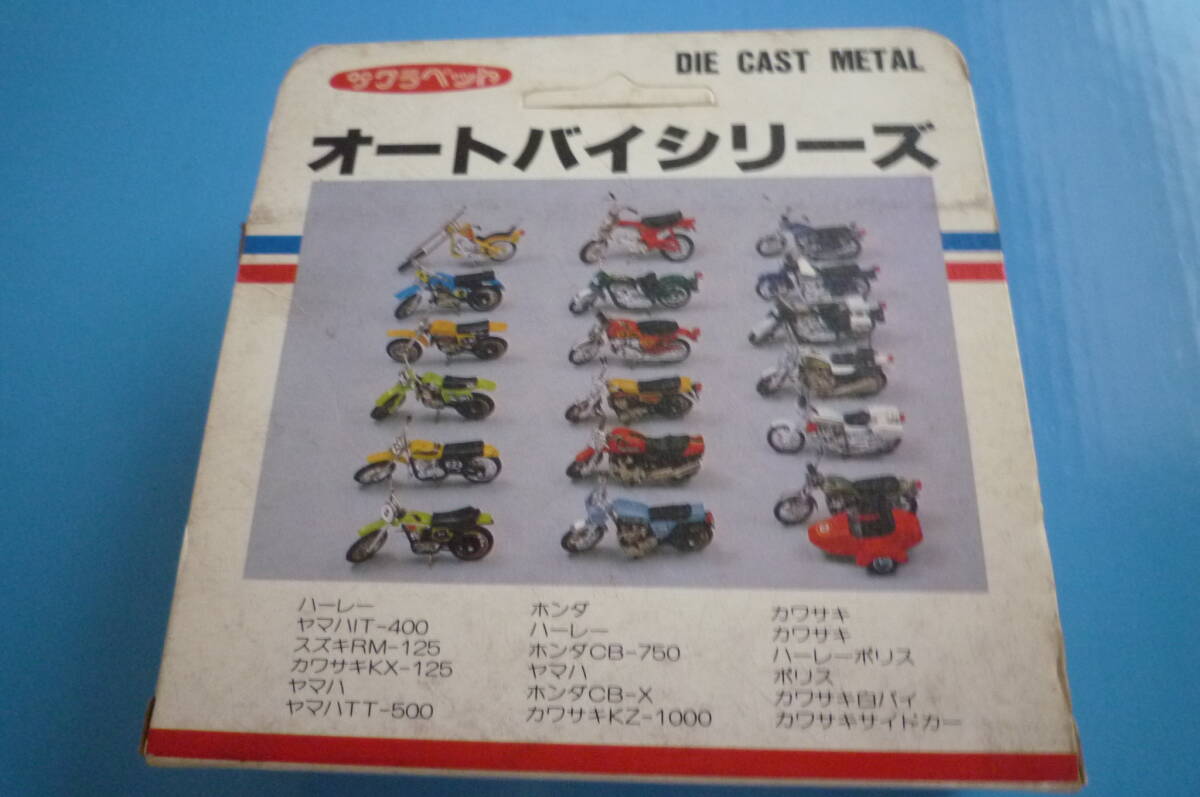 サクラペット
DIE CAST METAL
オートバイシリーズ
ハーレー
ヤマハIT-400
スズキRM-125
カワサキKX-125
ヤマハ
ヤマハTT-500
ホンダ
ハーレー
ホンダCB-750
ヤマハ
ホンダCB-X
カワサキKZ-1000
カワサキ
カワサキ
ハーレーポリス
ポリス
カワサキ白バイ
カワサキサイドカー